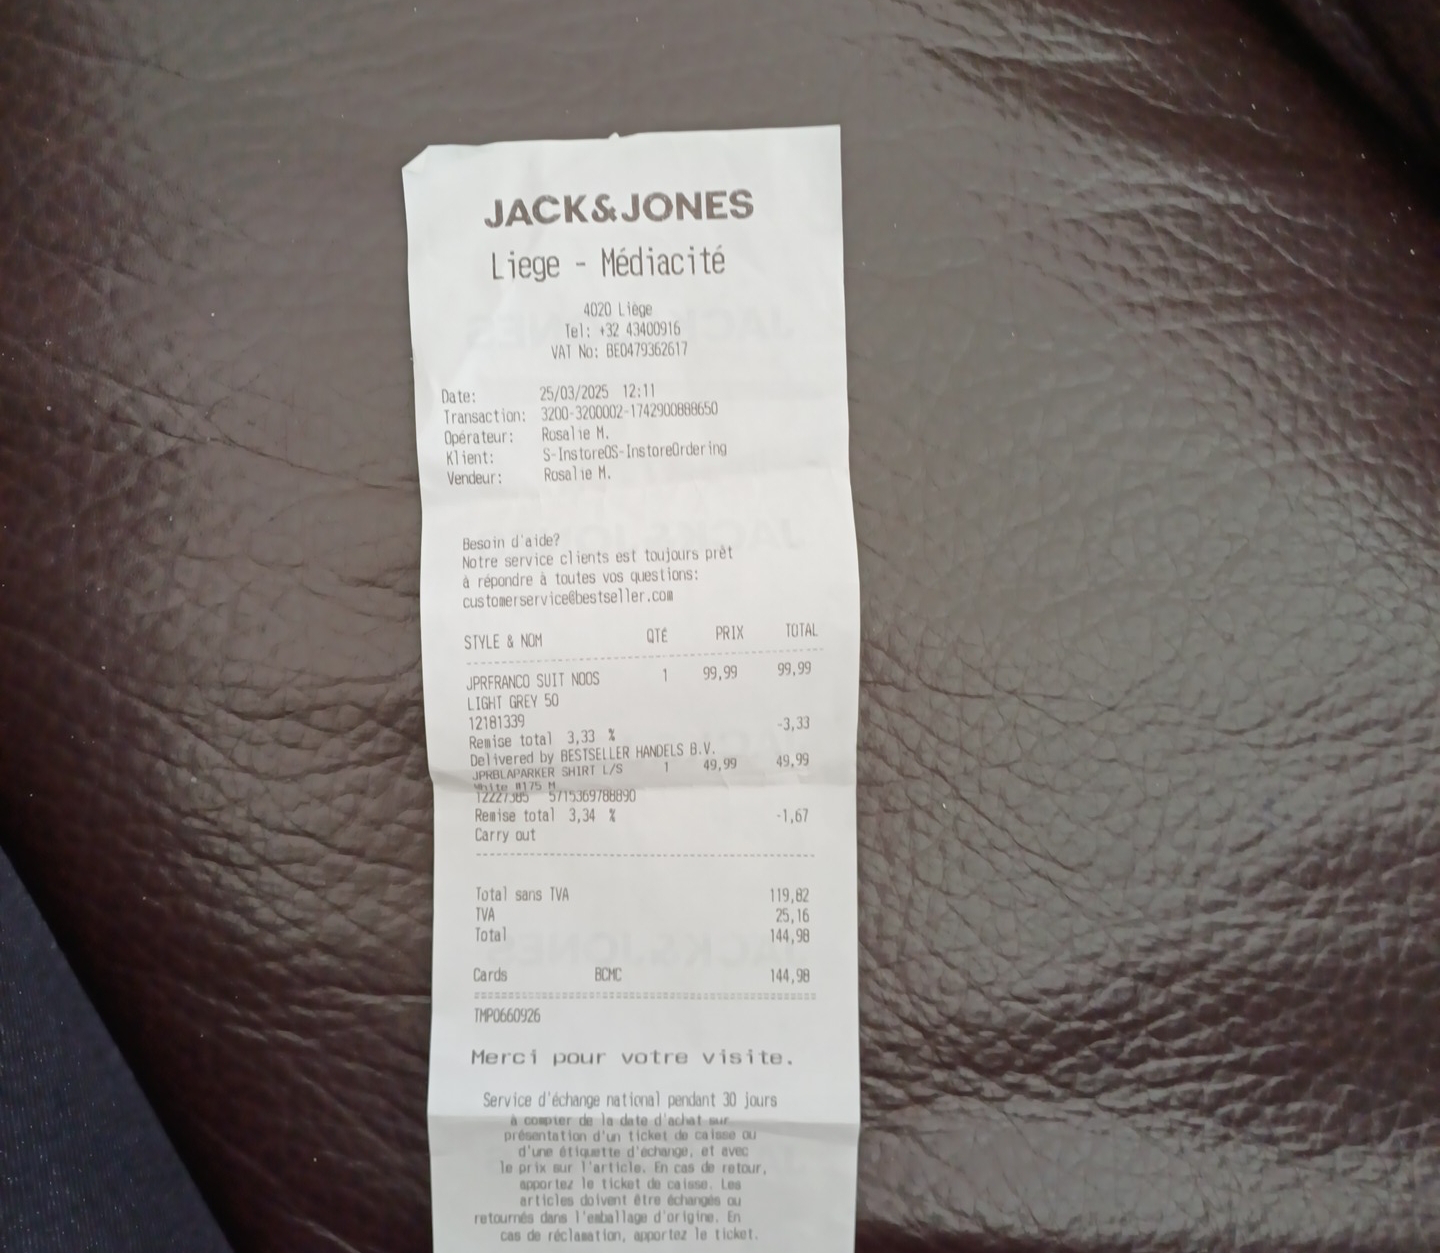 JACK&JONES
Liege - Médiacité
4020 Liège
Tel: +32 43400916
VAT No: BE0479362617
Date: 25/03/2025 12:11
Transaction: 3200-3200002-1742900888650
Opérateur: Rosalie M.
Klient: S-InstoreOS-InstoreOrdering
Vendeur: Rosalie M.
Besoin d'aide?
Notre service clients est toujours prêt
à répondre à toutes vos questions:
customerservice@bestseller.com
STYLE & NOM QTÉ PRIX TOTAL
JPRFRANCO SUIT NOOS 1 99,99 99,99
LIGHT GREY 50
12181339
Remise total 3,33 % -3,33
Delivered by BESTSELLER HANDELS B.V.
JPRBLAPARKER SHIRT L/S 1 49,99 49,99
White #175 M
12227385 5715369788890
Remise total 3,34 % -1,67
Carry out
Total sans TVA 119,82
TVA 25,16
Total 144,98
Cards BCMC 144,98
TMP0660926
Merci pour votre visite.
Service d'échange national pendant 30 jours
à compter de la date d'achat sur
présentation d'un ticket de caisse ou
d'une étiquette d'échange, et avec
le prix sur l'article. En cas de retour,
apportez le ticket de caisse. Les
articles doivent être échangés ou
retournés dans l'emballage d'origine. En
cas de réclamation, apportez le ticket.